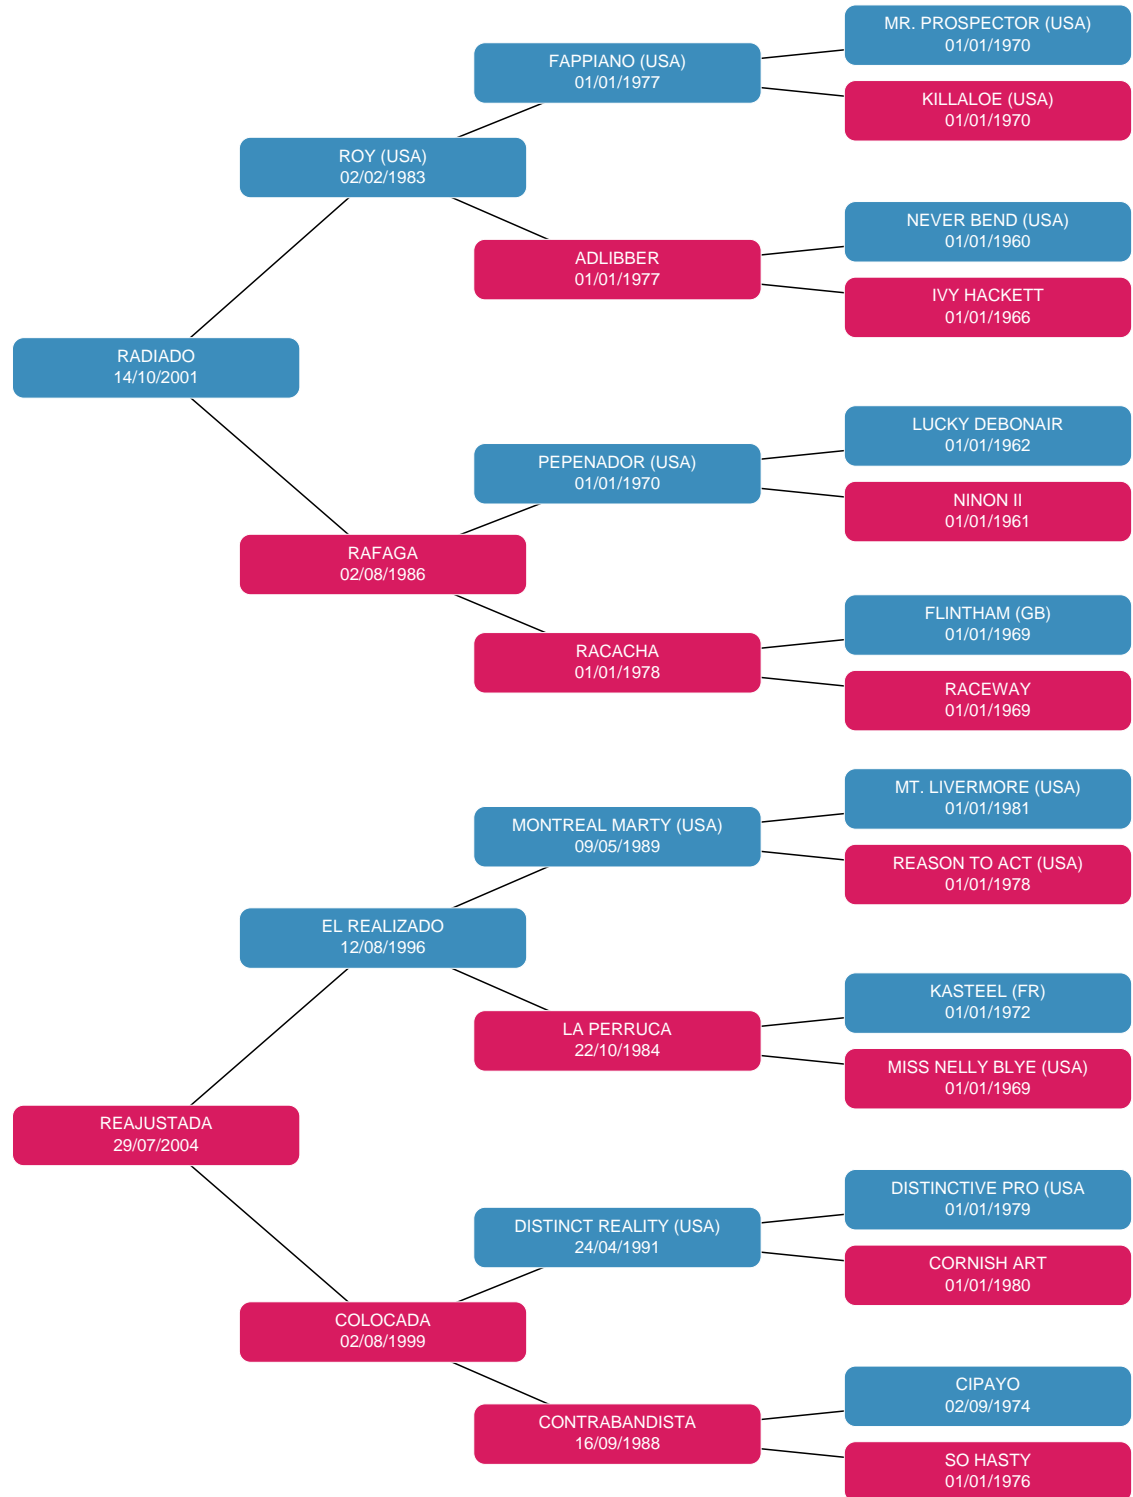 MR. PROSPECTOR (USA)
01/01/1970
FAPPIANO (USA)
01/01/1977
KILLALOE (USA)
01/01/1970
ROY (USA)
02/02/1983
NEVER BEND (USA)
01/01/1960
ADLIBBER
01/01/1977
IVY HACKETT
01/01/1966
RADIADO
14/10/2001
LUCKY DEBONAIR
01/01/1962
PEPENADOR (USA)
01/01/1970
NINON II
01/01/1961
RAFAGA
02/08/1986
FLINTHAM (GB)
01/01/1969
RACACHA
01/01/1978
RACEWAY
01/01/1969
MT. LIVERMORE (USA)
01/01/1981
MONTREAL MARTY (USA)
09/05/1989
REASON TO ACT (USA)
01/01/1978
EL REALIZADO
12/08/1996
KASTEEL (FR)
01/01/1972
LA PERRUCA
22/10/1984
MISS NELLY BLYE (USA)
01/01/1969
REAJUSTADA
29/07/2004
DISTINCTIVE PRO (USA
01/01/1979
DISTINCT REALITY (USA)
24/04/1991
CORNISH ART
01/01/1980
COLOCADA
02/08/1999
CIPAYO
02/09/1974
CONTRABANDISTA
16/09/1988
SO HASTY
01/01/1976